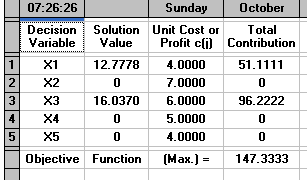 07:26:26 Sunday October
Decision Solution Unit Cost or Total
Variable Value Profit c(j) Contribution
1 X1 12.7778 4.0000 51.1111
2 X2 0 7.0000 0
3 X3 16.0370 6.0000 96.2222
4 X4 0 5.0000 0
5 X5 0 4.0000 0
Objective Function (Max.) = 147.3333